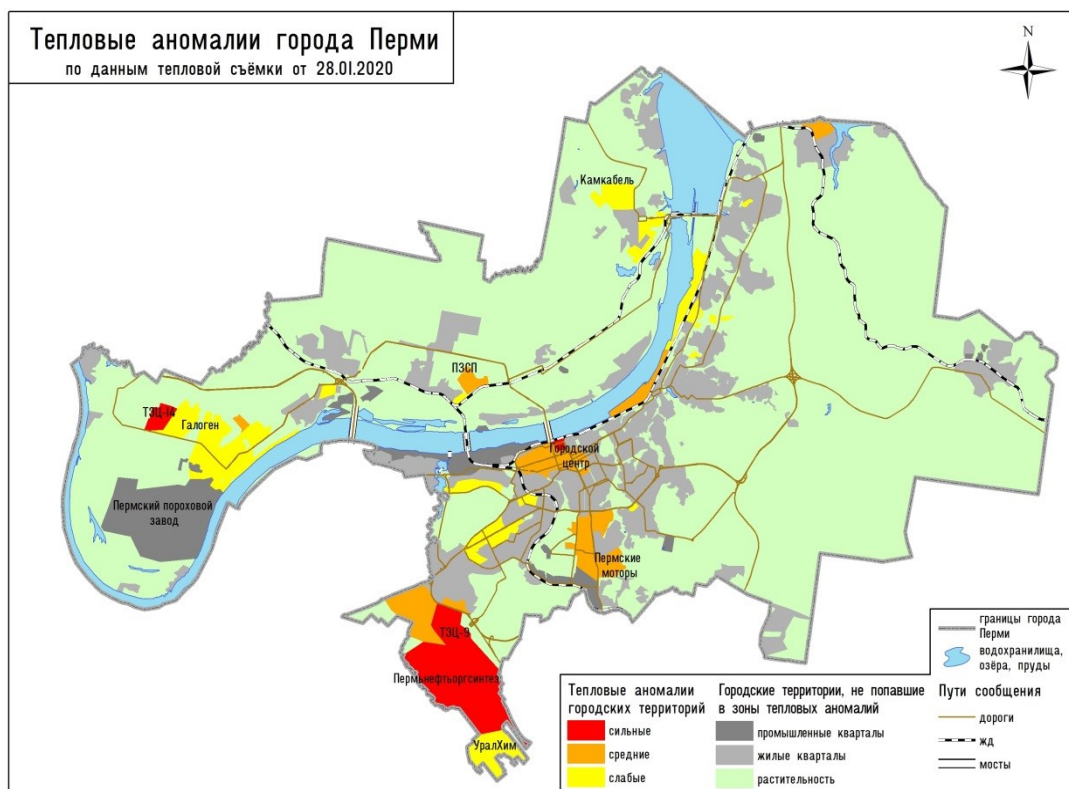 Тепловые аномалии города Перми
по данным тепловой съёмки от 28.01.2020
N
Камкабель
ПЗСП
ТЭЦ-14
Галоген
Городской
центр
Пермский пороховой
завод
Пермские
моторы
ТЭЦ-9
Пермьнефтьоргсинтез
УралХим
Тепловые аномалии
городских территорий
сильные
средние
слабые
Городские территории, не попавшие
в зоны тепловых аномалий
промышленные кварталы
жилые кварталы
растительность
границы города
Перми
водохранилища,
озёра, пруды
Пути сообщения
дороги
жд
мосты